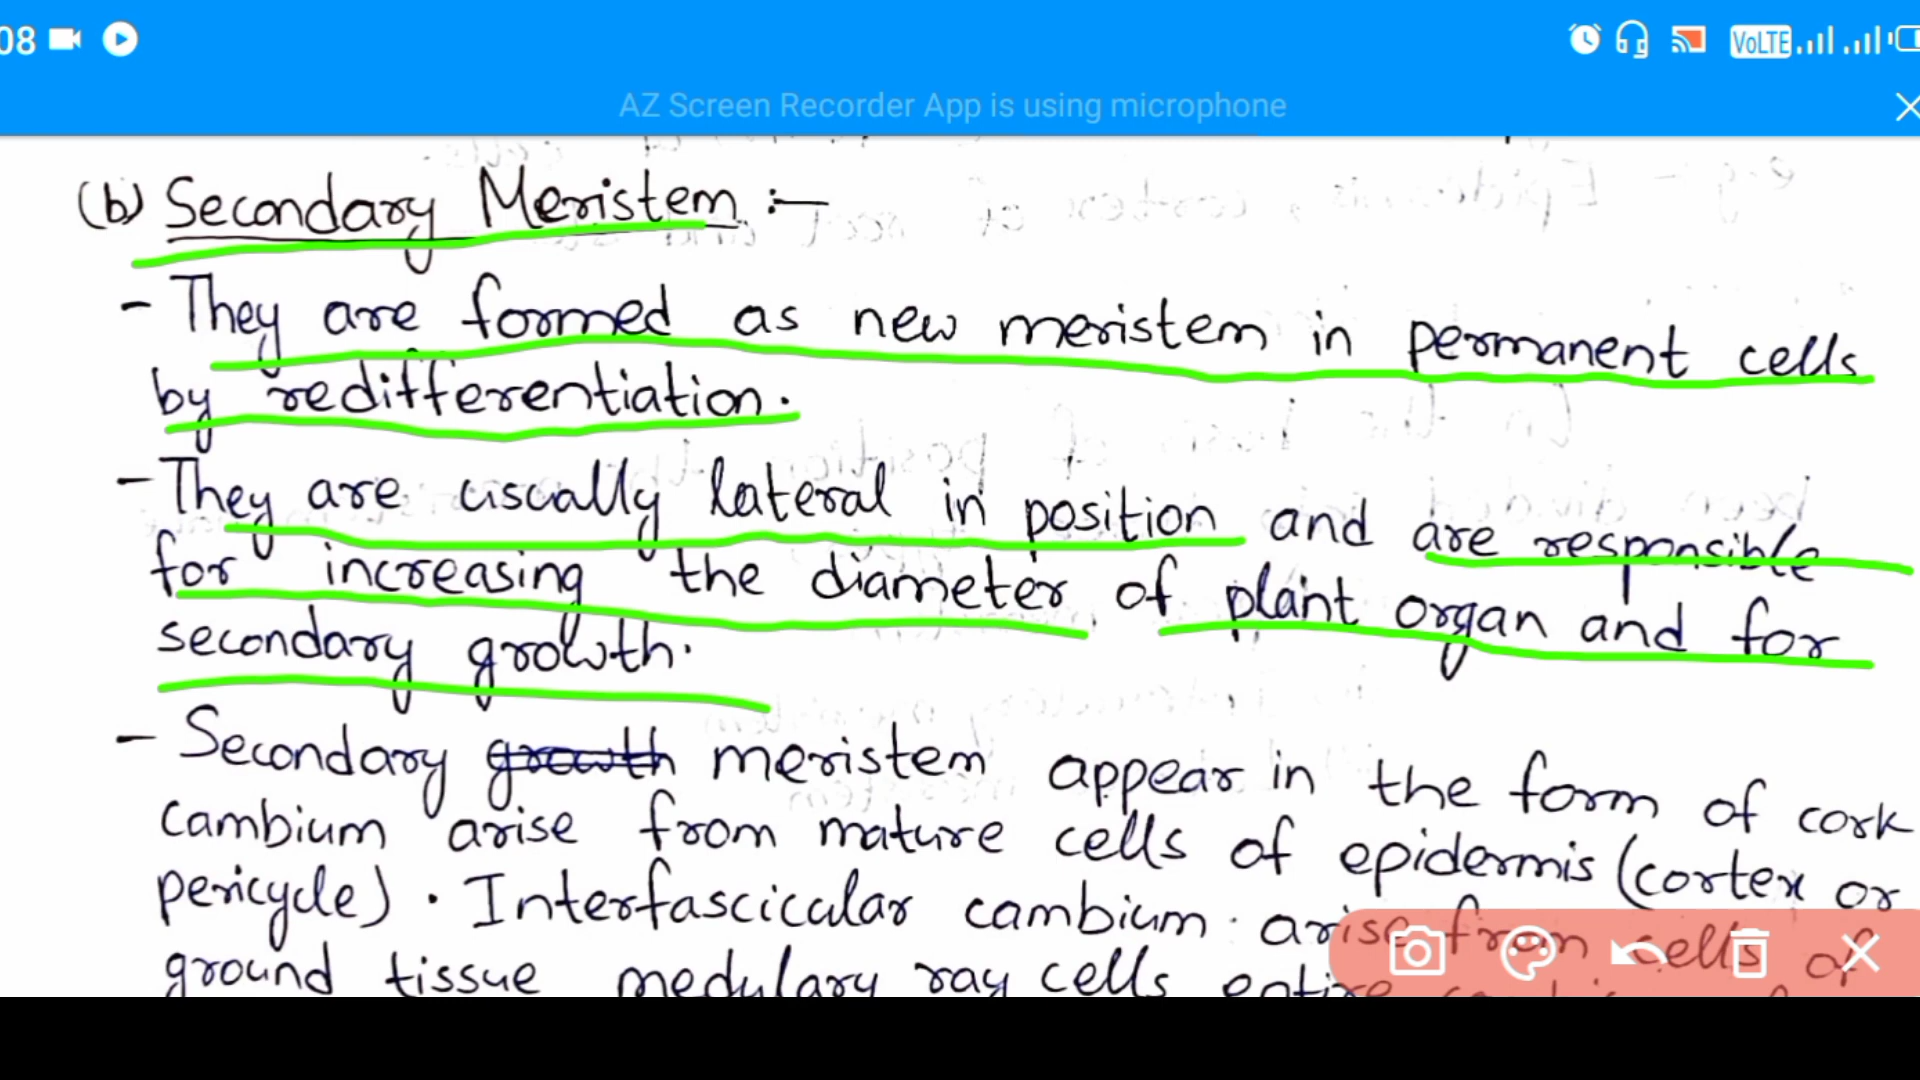 08
VoLTE
AZ Screen Recorder App is using microphone
(b) Secondary Meristem :-
- They are formed as new meristem in permanent cells
by redifferentiation.
- They are usually lateral in position and are responsible
for increasing the diameter of plant organ and for
secondary growth.
- Secondary growth meristem appear in the form of cork
cambium arise from mature cells of epidermis (cortex or
pericycle). Interfascicular cambium arise from cells of
ground tissue medulary ray cells